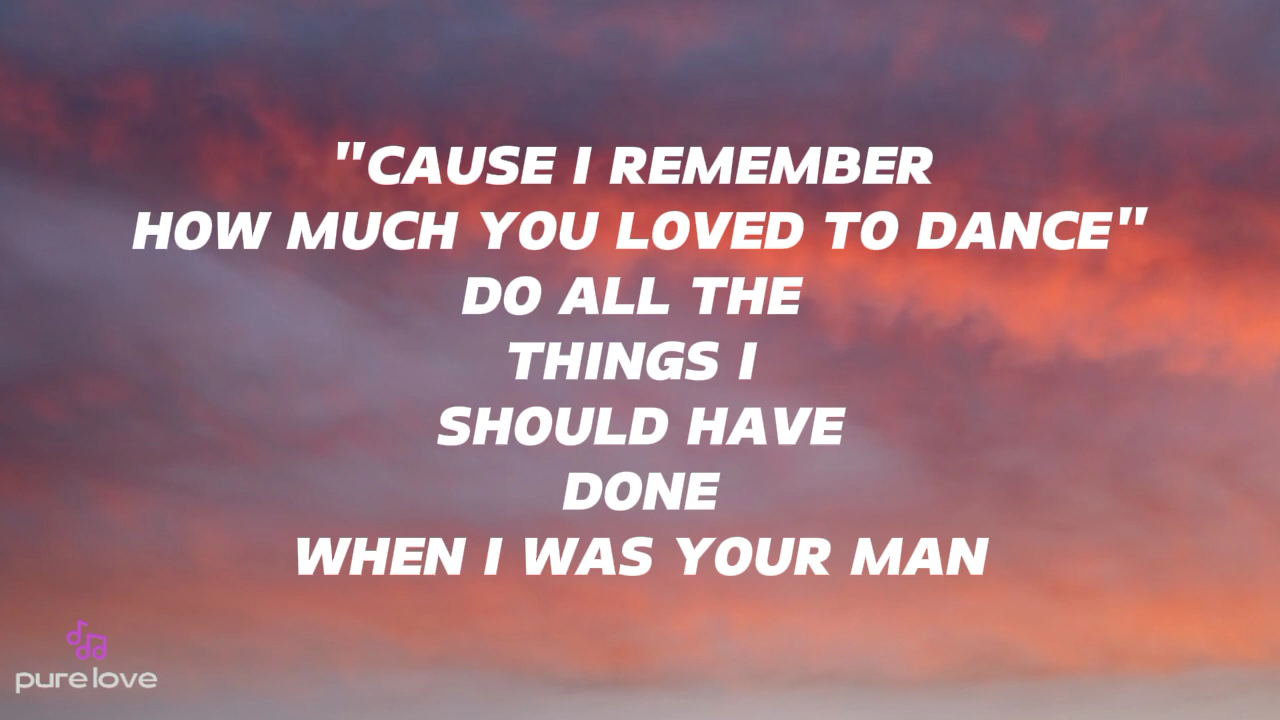 "CAUSE I REMEMBER
HOW MUCH YOU LOVED TO DANCE"
DO ALL THE
THINGS I
SHOULD HAVE
DONE
WHEN I WAS YOUR MAN
pure love